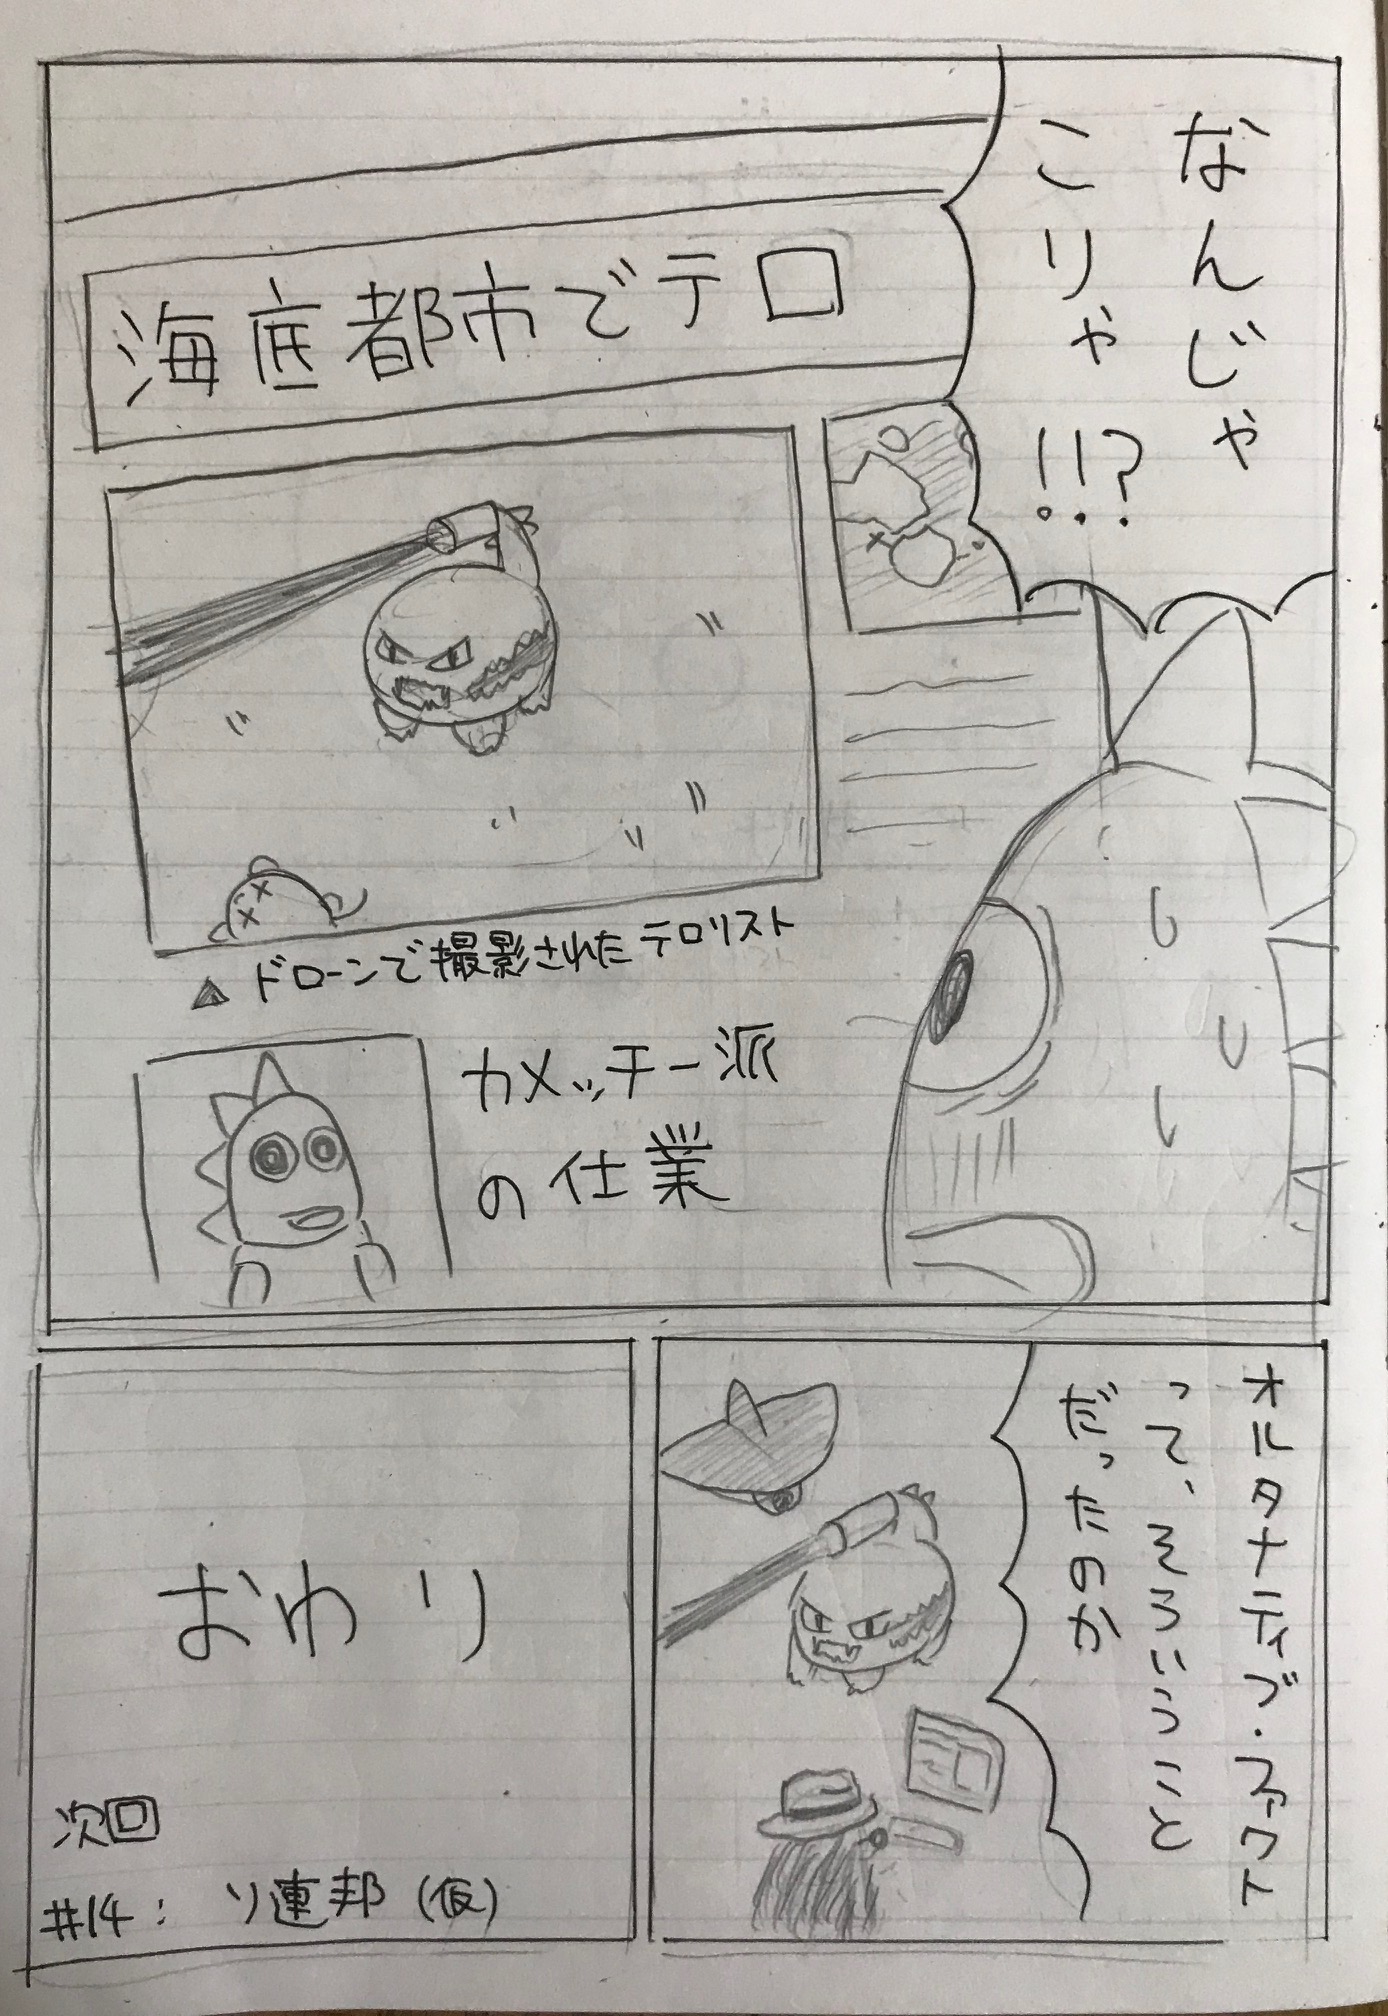 なんじゃ
こりゃ!!?
海底都市でテロ
▲ドローンで撮影されたテロリスト
カメッチー派
の仕業
オルタナティブ・ファクト
って、そういうこと
だったのか
おわり
次回
#14: ソ連邦(仮)